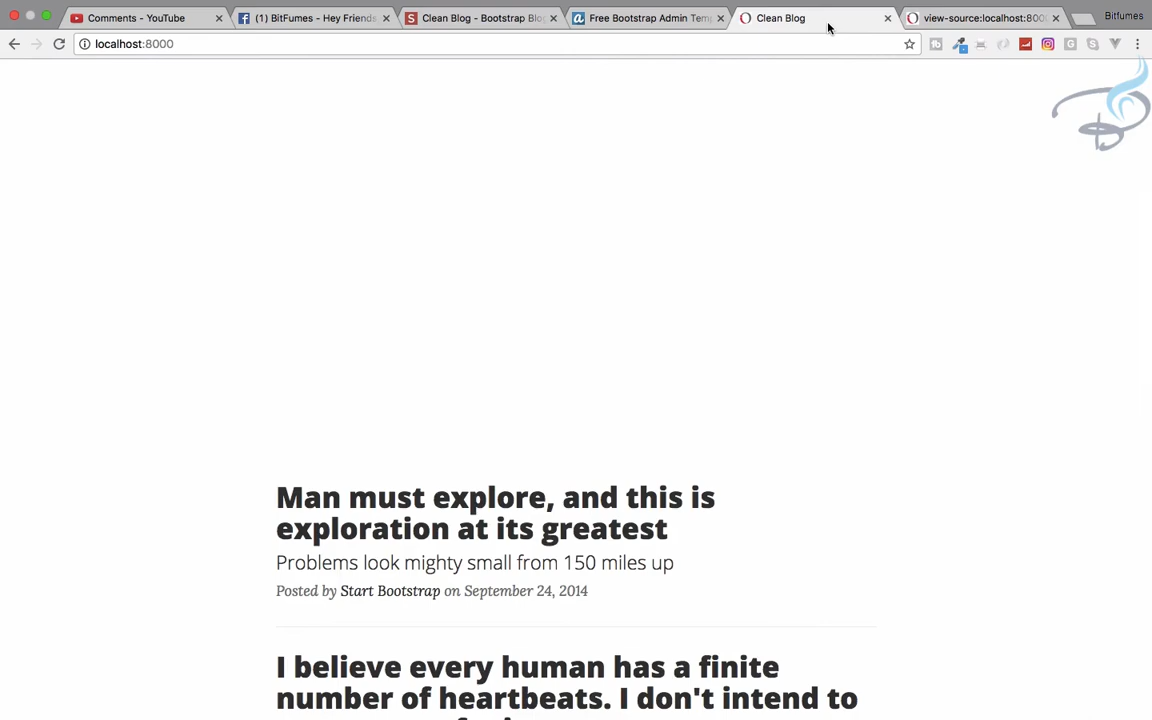 Comments - YouTube
(1) BitFumes - Hey Friends
Clean Blog - Bootstrap Blo
Free Bootstrap Admin Tem
Clean Blog
view-source:localhost:800
Bitfumes
localhost:8000
Man must explore, and this is
exploration at its greatest
Problems look mighty small from 150 miles up
Posted by Start Bootstrap on September 24, 2014
I believe every human has a finite
number of heartbeats. I don't intend to